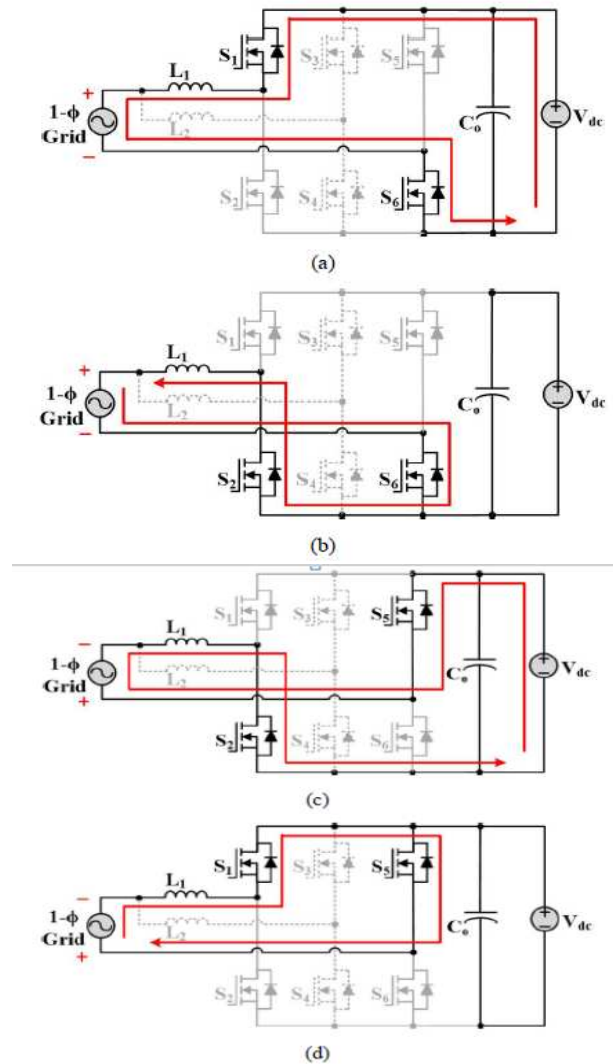 S1
S3
S5
+
L1
1-ϕ
Grid
L2
−
Co
Vdc
S2
S4
S6
(a)
S1
S3
S5
+
L1
1-ϕ
Grid
L2
−
Co
Vdc
S2
S4
S6
(b)
S1
S3
S5
−
L1
1-ϕ
Grid
L2
+
Co
Vdc
S2
S4
S6
(c)
S1
S3
S5
−
L1
1-ϕ
Grid
L2
+
Co
Vdc
S2
S4
S6
(d)